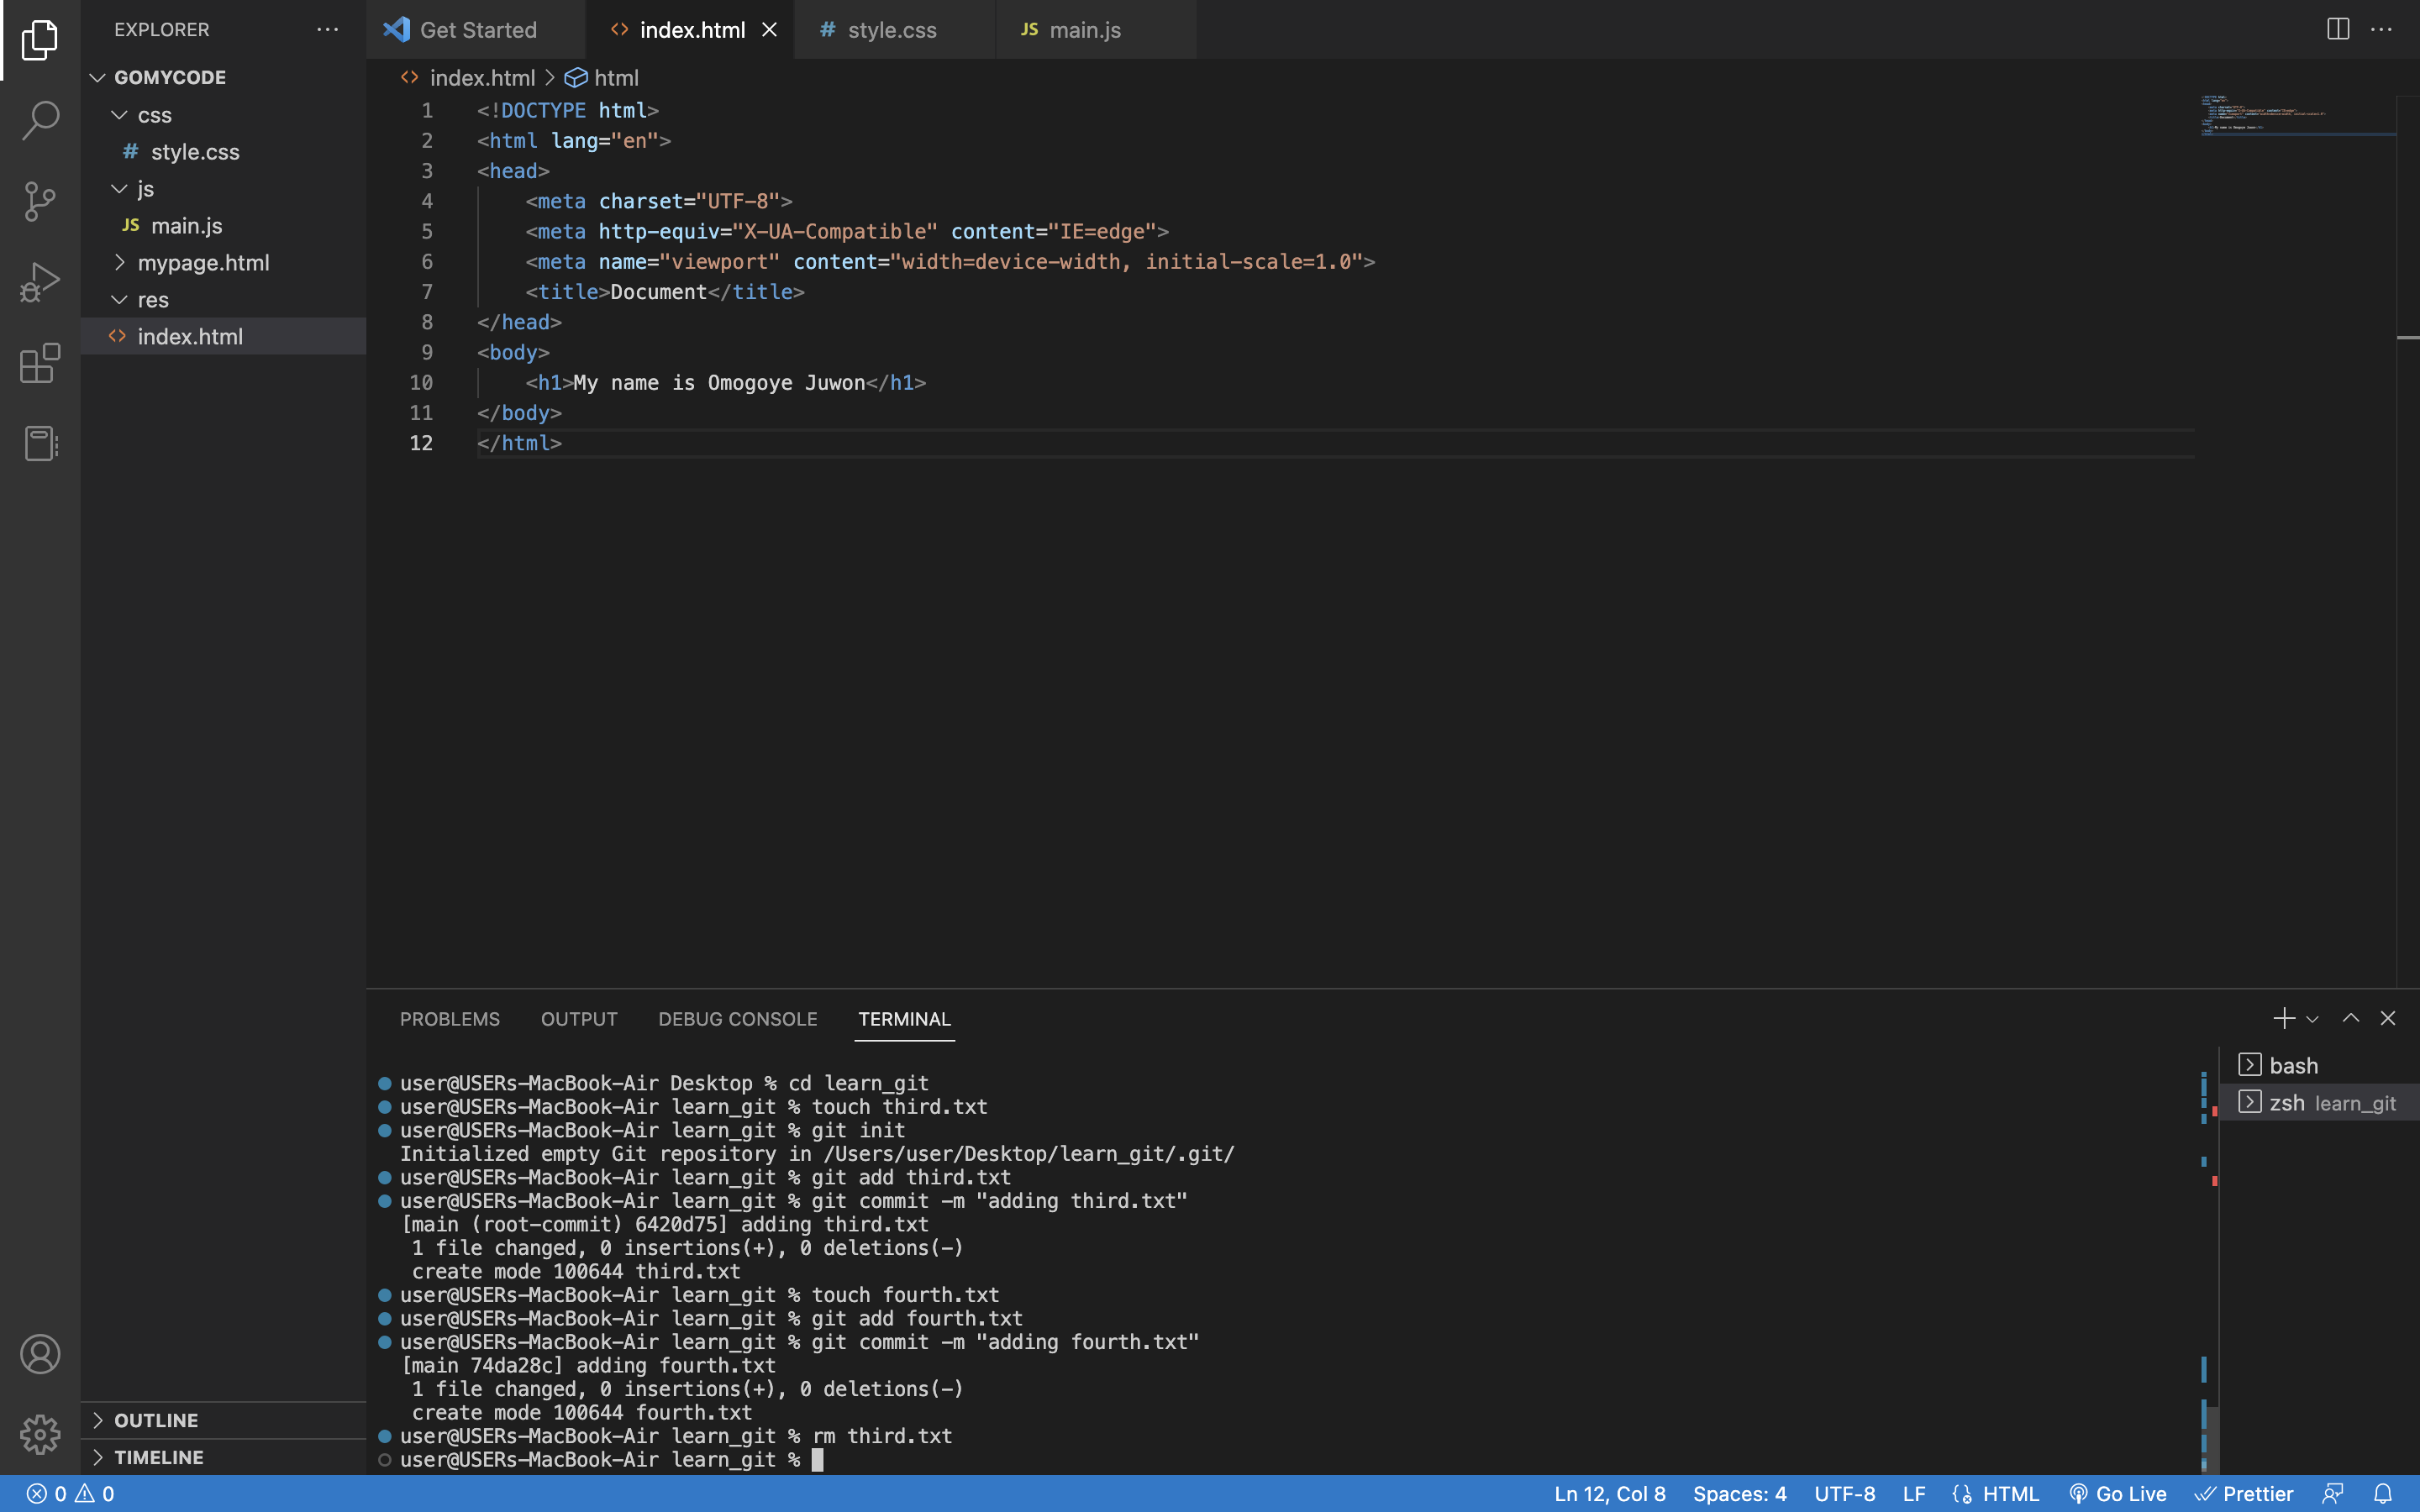 EXPLORER
GOMYCODE
css
# style.css
js
JS main.js
mypage.html
res
<> index.html
OUTLINE
TIMELINE
Get Started
<> index.html
# style.css
JS main.js
<> index.html > html
1 <!DOCTYPE html>
2 <html lang="en">
3 <head>
4     <meta charset="UTF-8">
5     <meta http-equiv="X-UA-Compatible" content="IE=edge">
6     <meta name="viewport" content="width=device-width, initial-scale=1.0">
7     <title>Document</title>
8 </head>
9 <body>
10     <h1>My name is Omogoye Juwon</h1>
11 </body>
12 </html>
PROBLEMS OUTPUT DEBUG CONSOLE TERMINAL
user@USERs-MacBook-Air Desktop % cd learn_git
user@USERs-MacBook-Air learn_git % touch third.txt
user@USERs-MacBook-Air learn_git % git init
Initialized empty Git repository in /Users/user/Desktop/learn_git/.git/
user@USERs-MacBook-Air learn_git % git add third.txt
user@USERs-MacBook-Air learn_git % git commit -m "adding third.txt"
[main (root-commit) 6420d75] adding third.txt
 1 file changed, 0 insertions(+), 0 deletions(-)
 create mode 100644 third.txt
user@USERs-MacBook-Air learn_git % touch fourth.txt
user@USERs-MacBook-Air learn_git % git add fourth.txt
user@USERs-MacBook-Air learn_git % git commit -m "adding fourth.txt"
[main 74da28c] adding fourth.txt
 1 file changed, 0 insertions(+), 0 deletions(-)
 create mode 100644 fourth.txt
user@USERs-MacBook-Air learn_git % rm third.txt
user@USERs-MacBook-Air learn_git %
bash
zsh learn_git
0 0
Ln 12, Col 8 Spaces: 4 UTF-8 LF HTML Go Live Prettier